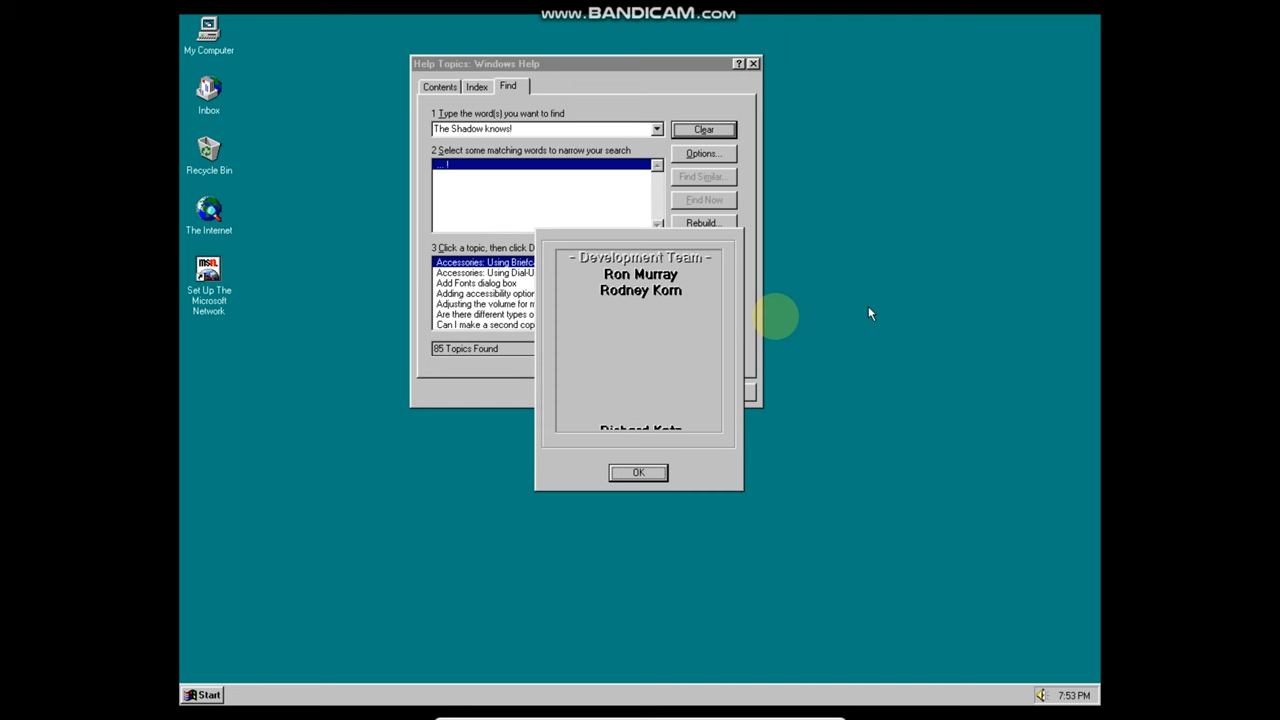 WWW.BANDICAM.COM
My Computer
Inbox
Recycle Bin
The Internet
MSN
Set Up The
Microsoft
Network
Help Topics: Windows Help
?
Contents
Index
Find
1 Type the word(s) you want to find
The Shadow knows!
Clear
2 Select some matching words to narrow your search
... !
Options...
Find Similar...
Find Now
Rebuild...
3 Click a topic, then click D
Accessories: Using Briefc
Accessories: Using Dial-U
Add Fonts dialog box
Adding accessibility option
Adjusting the volume for m
Are there different types o
Can I make a second cop
85 Topics Found
- Development Team -
Ron Murray
Rodney Korn
Richard Katz
OK
Start
7:53 PM